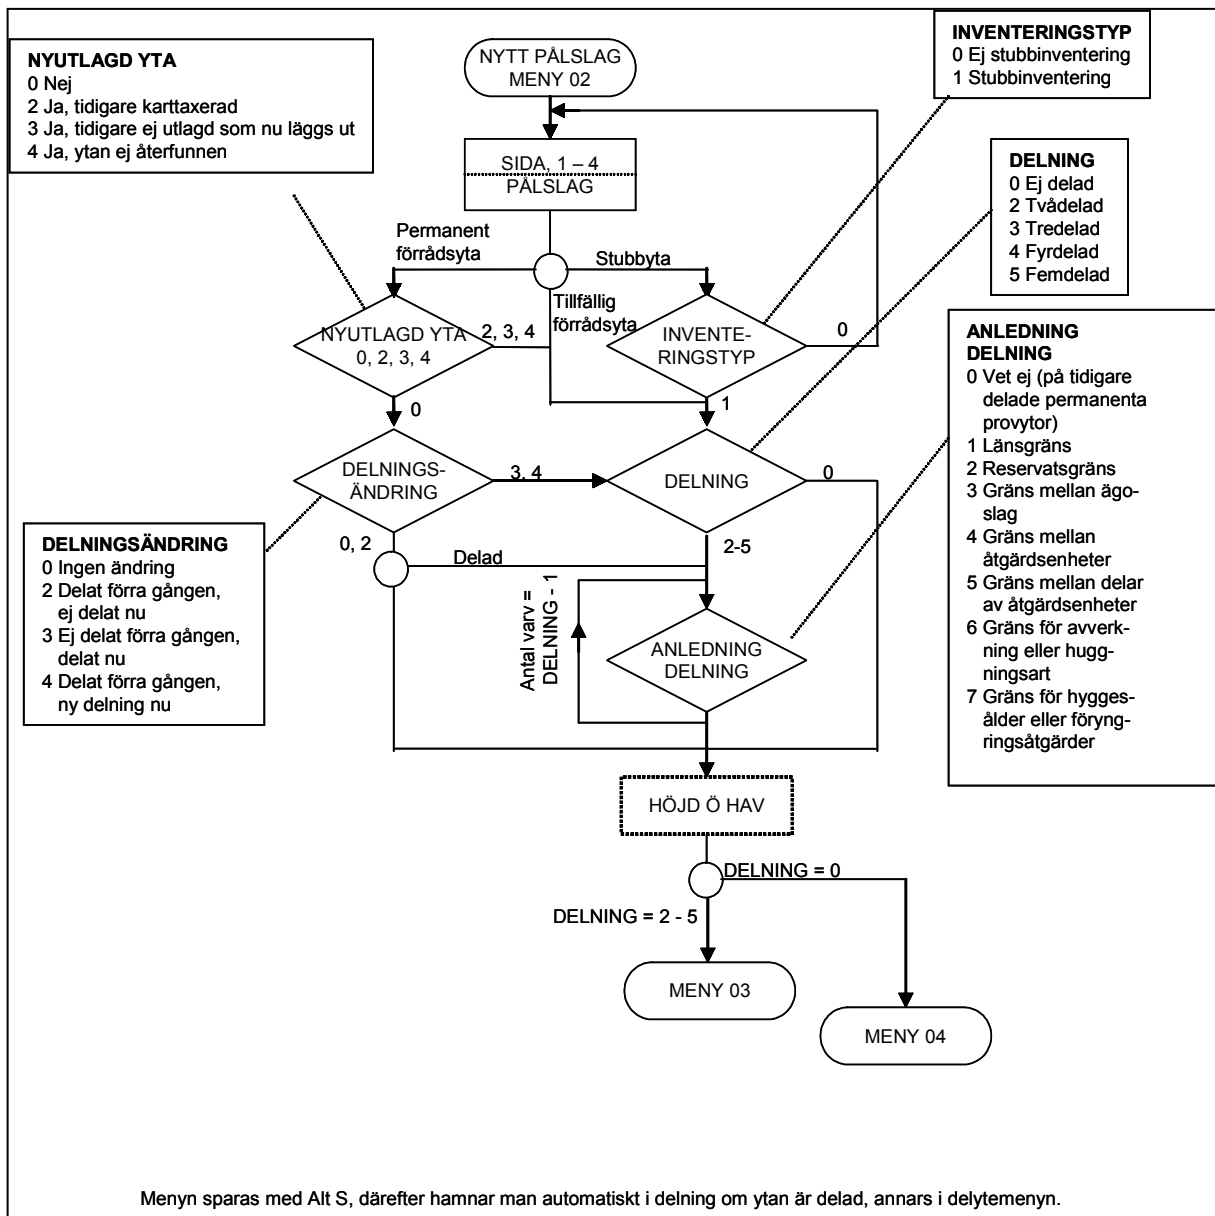 NYUTLAGD YTA
0 Nej
2 Ja, tidigare karttaxerad
3 Ja, tidigare ej utlagd som nu läggs ut
4 Ja, ytan ej återfunnen
NYTT PÅLSLAG
MENY 02
INVENTERINGSTYP
0 Ej stubbinventering
1 Stubbinventering
SIDA, 1 – 4
PÅLSLAG
DELNING
0 Ej delad
2 Tvådelad
3 Tredelad
4 Fyrdelad
5 Femdelad
Permanent
förrådsyta
Stubbyta
Tillfällig
förrådsyta
NYUTLAGD YTA
0, 2, 3, 4
2, 3, 4
INVENTE-
RINGSTYP
0
0
1
ANLEDNING
DELNING
0 Vet ej (på tidigare
delade permanenta
provytor)
1 Länsgräns
2 Reservatsgräns
3 Gräns mellan ägo-
slag
4 Gräns mellan
åtgärdsenheter
5 Gräns mellan delar
av åtgärdsenheter
6 Gräns för avverk-
ning eller hugg-
ningsart
7 Gräns för hygges-
ålder eller föryng-
ringsåtgärder
DELNINGS-
ÄNDRING
3, 4
DELNING
0
0, 2
2-5
Delad
DELNINGSÄNDRING
0 Ingen ändring
2 Delat förra gången,
ej delat nu
3 Ej delat förra gången,
delat nu
4 Delat förra gången,
ny delning nu
Antal varv =
DELNING - 1
ANLEDNING
DELNING
HÖJD Ö HAV
DELNING = 0
DELNING = 2 - 5
MENY 03
MENY 04
Menyn sparas med Alt S, därefter hamnar man automatiskt i delning om ytan är delad, annars i delytemenyn.